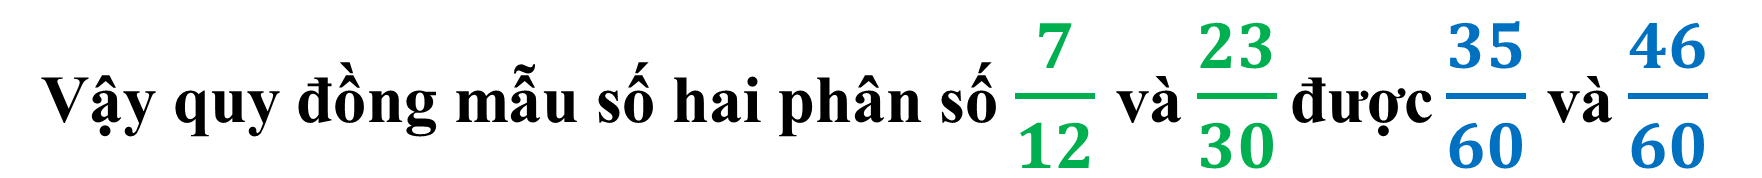 Vậy quy đồng mẫu số hai phân số 7/12 và 23/30 được 35/60 và 46/60